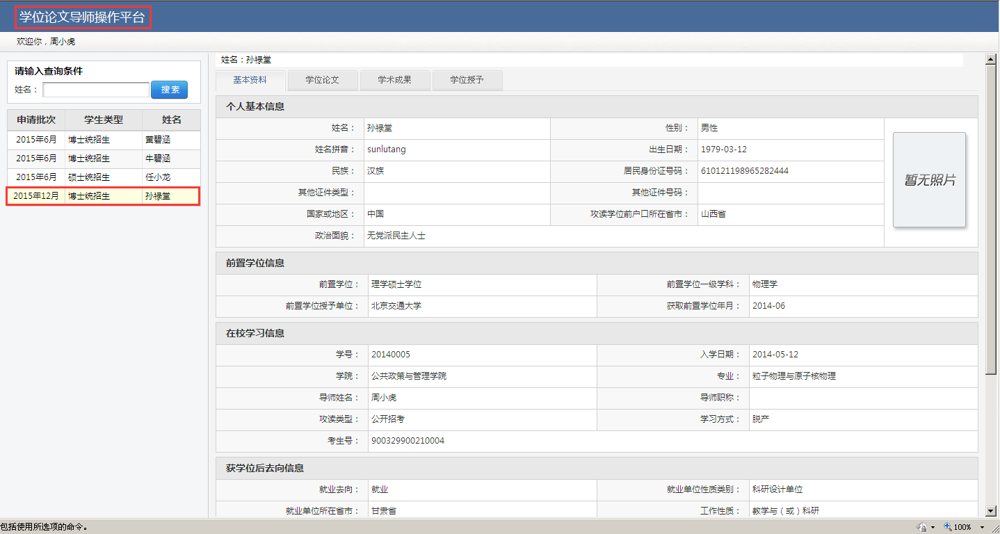 学位论文导师操作平台
欢迎你，周小虎
请输入查询条件
姓名： 搜索
申请批次 学生类型 姓名
2015年6月 博士统招生 黄碧涵
2015年6月 博士统招生 牛碧涵
2015年6月 硕士统招生 任小龙
2015年12月 博士统招生 孙禄堂
姓名：孙禄堂
基本资料 学位论文 学术成果 学位授予
个人基本信息
姓名： 孙禄堂 性别： 男性
姓名拼音： sunlutang 出生日期： 1979-03-12
民族： 汉族 居民身份证号码： 610121198965282444
其他证件类型： 其他证件号码：
国家或地区： 中国 攻读学位前户口所在省市： 山西省
政治面貌： 无党派民主人士
暂无照片
前置学位信息
前置学位： 理学硕士学位 前置学位一级学科： 物理学
前置学位授予单位： 北京交通大学 获取前置学位年月： 2014-06
在校学习信息
学号： 20140005 入学日期： 2014-05-12
学院： 公共政策与管理学院 专业： 粒子物理与原子核物理
导师姓名： 周小虎 导师职称：
攻读类型： 公开招考 学习方式： 脱产
考生号： 900329900210004
获学位后去向信息
就业去向： 就业 就业单位性质类别： 科研设计单位
就业单位所在省市： 甘肃省 工作性质： 教学与（或）科研
包括使用所选项的命令。 100%